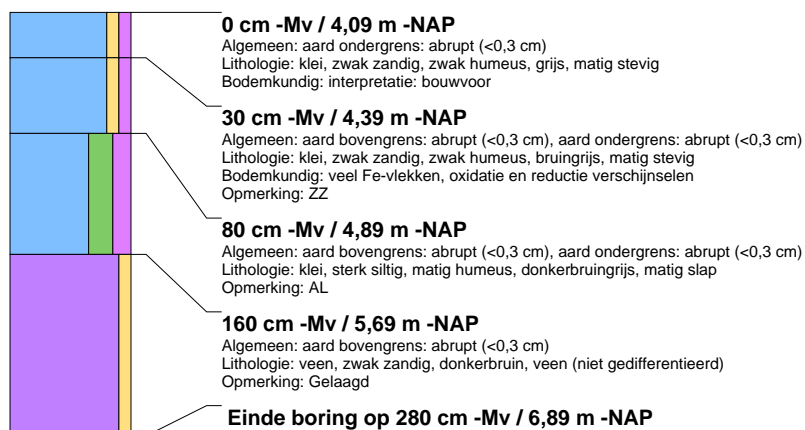 0 cm -Mv / 4,09 m -NAP
Algemeen: aard ondergrens: abrupt (<0,3 cm)
Lithologie: klei, zwak zandig, zwak humeus, grijs, matig stevig
Bodemkundig: interpretatie: bouwvoor
30 cm -Mv / 4,39 m -NAP
Algemeen: aard bovengrens: abrupt (<0,3 cm), aard ondergrens: abrupt (<0,3 cm)
Lithologie: klei, zwak zandig, zwak humeus, bruingrijs, matig stevig
Bodemkundig: veel Fe-vlekken, oxidatie en reductie verschijnselen
Opmerking: ZZ
80 cm -Mv / 4,89 m -NAP
Algemeen: aard bovengrens: abrupt (<0,3 cm), aard ondergrens: abrupt (<0,3 cm)
Lithologie: klei, sterk siltig, matig humeus, donkerbruingrijs, matig slap
Opmerking: AL
160 cm -Mv / 5,69 m -NAP
Algemeen: aard bovengrens: abrupt (<0,3 cm)
Lithologie: veen, zwak zandig, donkerbruin, veen (niet gedifferentieerd)
Opmerking: Gelaagd
Einde boring op 280 cm -Mv / 6,89 m -NAP